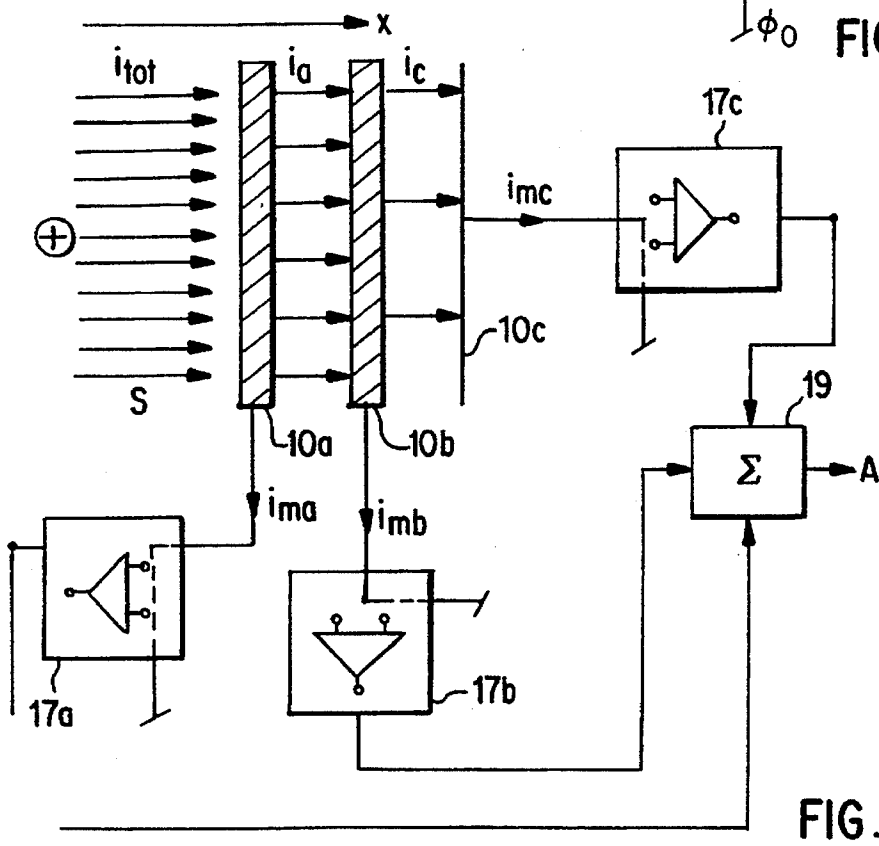 x
ϕ0
FIG
itot
ia
ic
17c
imc
+
10c
S
10a
10b
19
Σ
A
ima
imb
17a
17b
FIG.